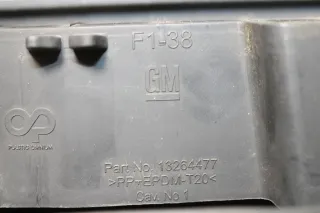 F1-38
GM
Part No. 13264477
>PP+EPDM-T20<
Cav. No 1